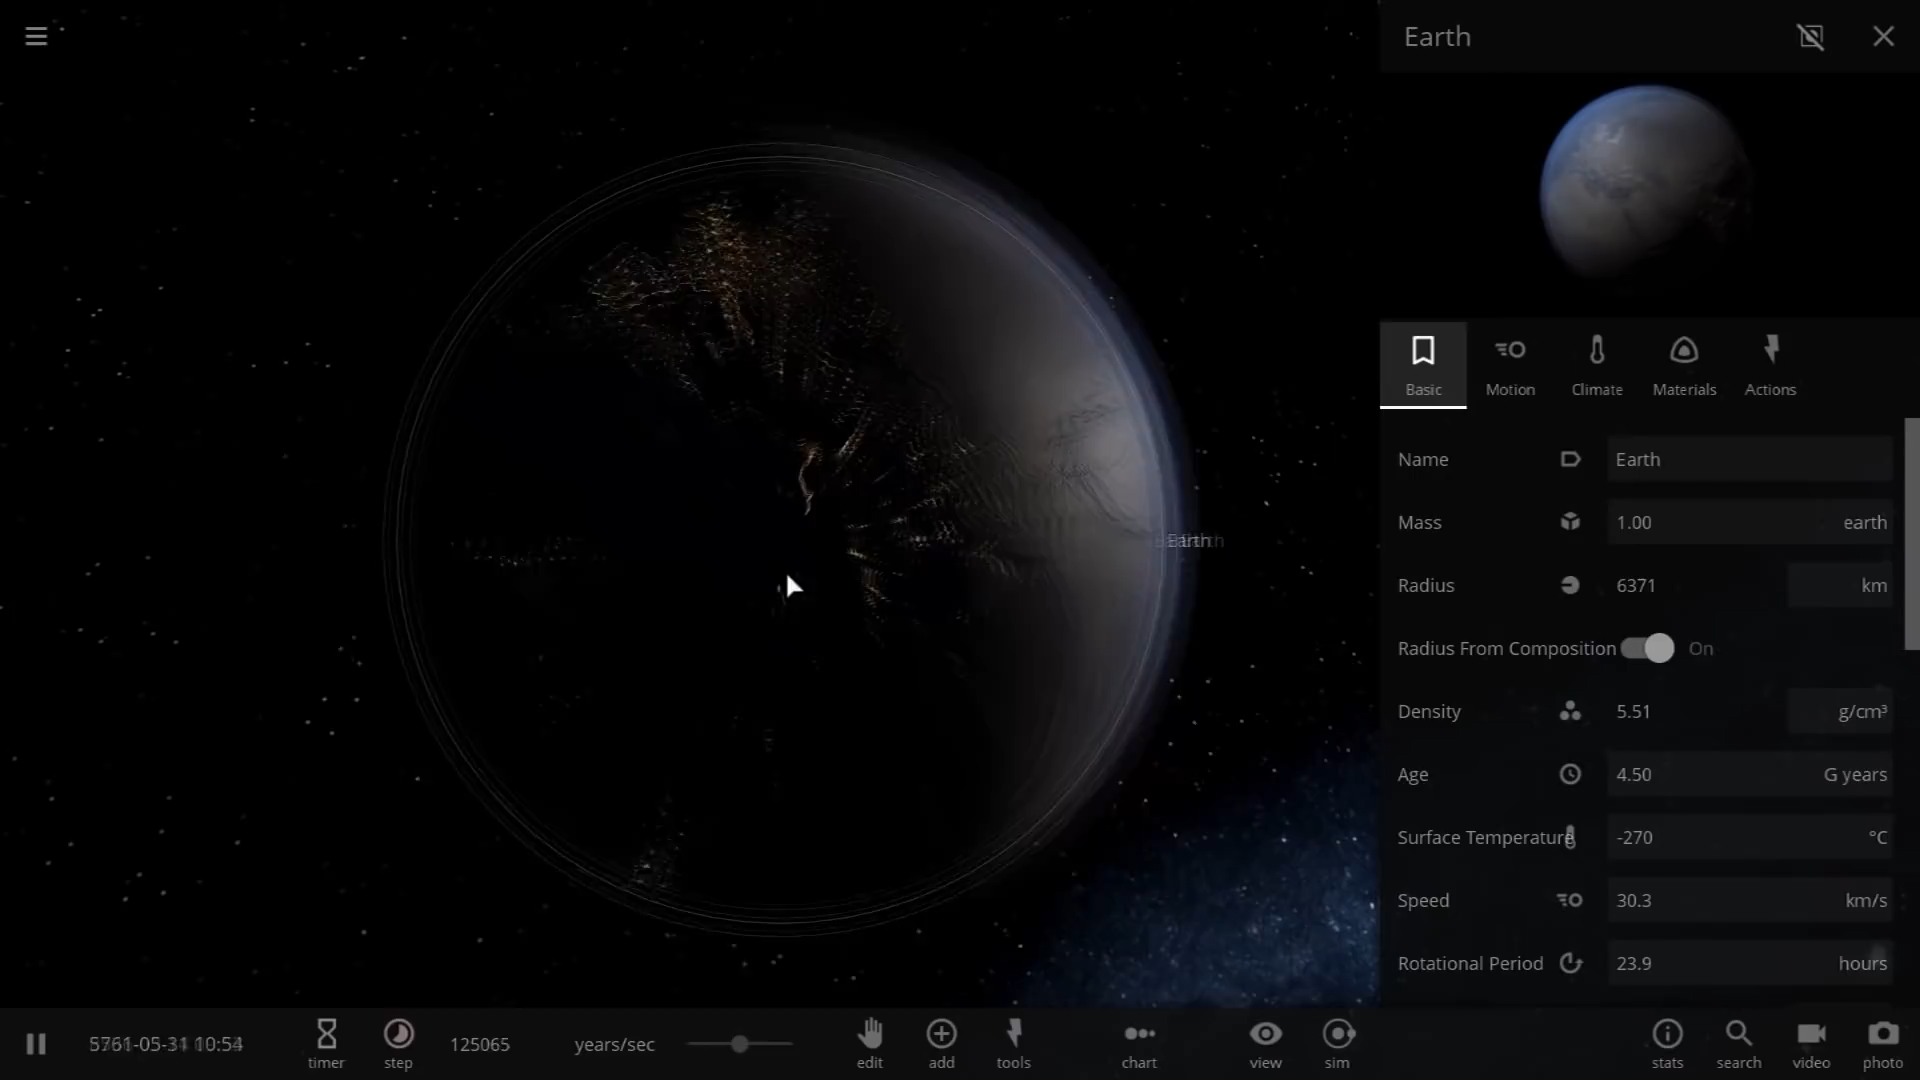 Earth
Basic
Motion
Climate
Materials
Actions
Name Earth
Mass 1.00 earth
Radius 6371 km
Radius From Composition On
Density 5.51 g/cm³
Age 4.50 G years
Surface Temperature -270 °C
Speed 30.3 km/s
Rotational Period 23.9 hours
Earth
5761-05-31 10:54
timer
step
125065 years/sec
edit
add
tools
chart
view
sim
stats
search
video
photo